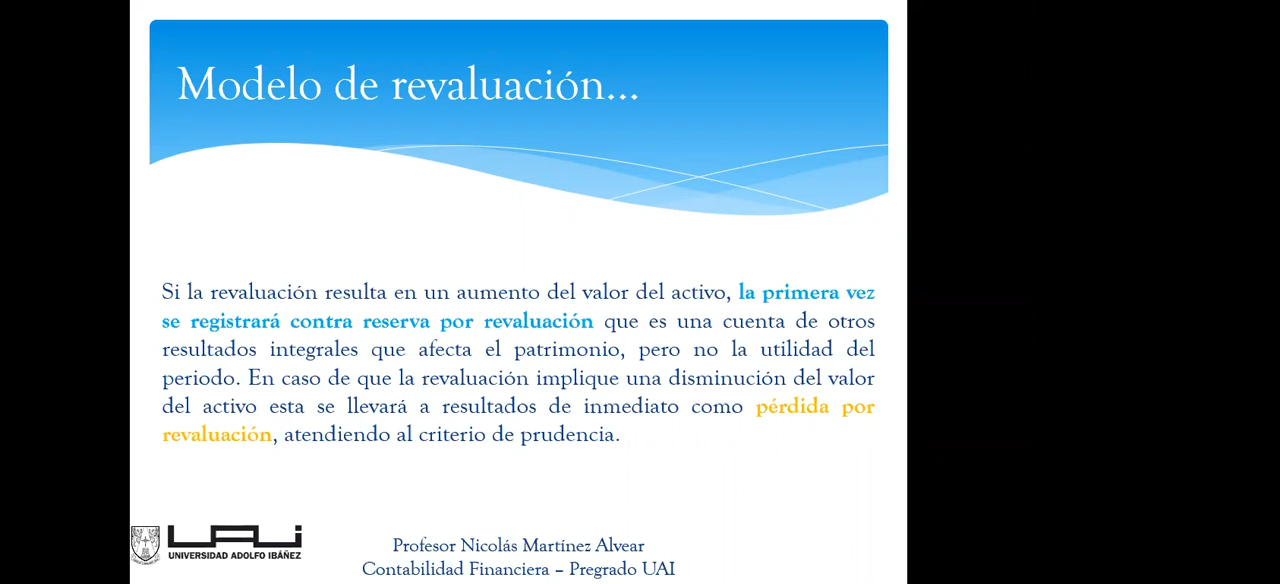 Modelo de revaluación...
Si la revaluación resulta en un aumento del valor del activo, la primera vez
se registrará contra reserva por revaluación que es una cuenta de otros
resultados integrales que afecta el patrimonio, pero no la utilidad del
periodo. En caso de que la revaluación implique una disminución del valor
del activo esta se llevará a resultados de inmediato como pérdida por
revaluación, atendiendo al criterio de prudencia.
UAI
UNIVERSIDAD ADOLFO IBÁÑEZ
Profesor Nicolás Martínez Alvear
Contabilidad Financiera – Pregrado UAI